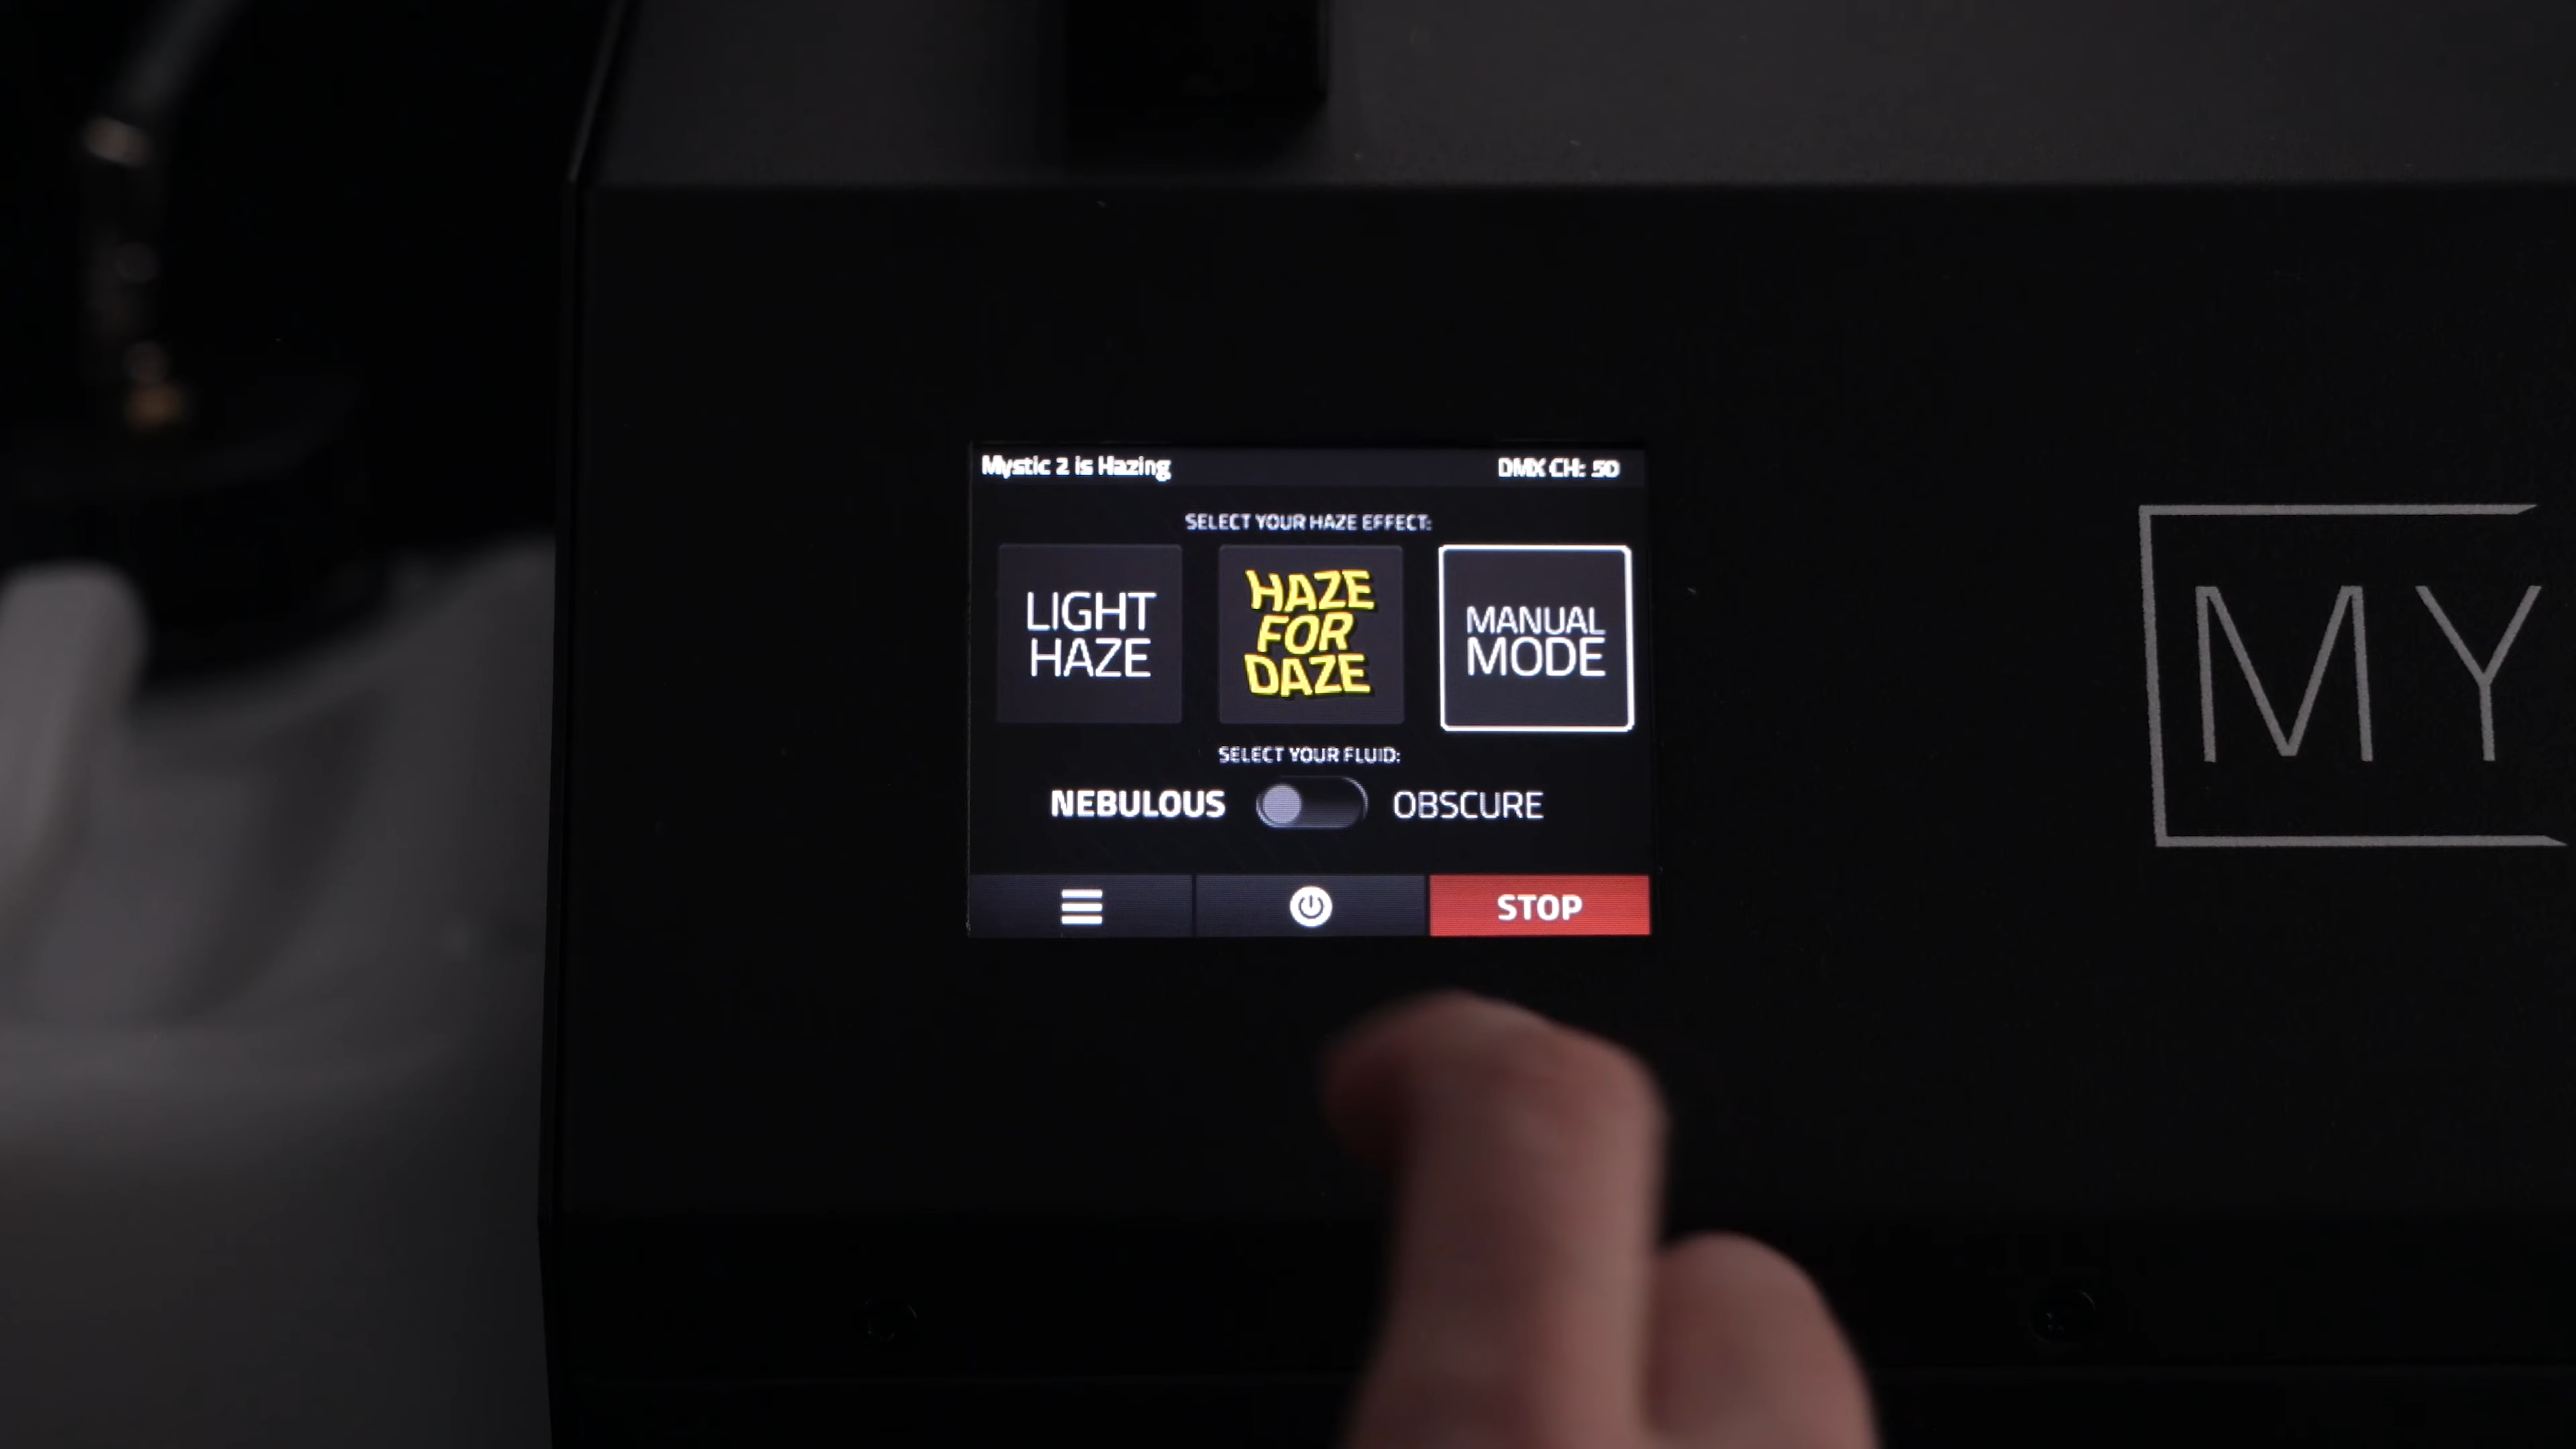 Mystic 2 is Hazing
DMX CH: 50
SELECT YOUR HAZE EFFECT:
LIGHT
HAZE
HAZE
FOR
DAZE
MANUAL
MODE
SELECT YOUR FLUID:
NEBULOUS
OBSCURE
STOP
MY